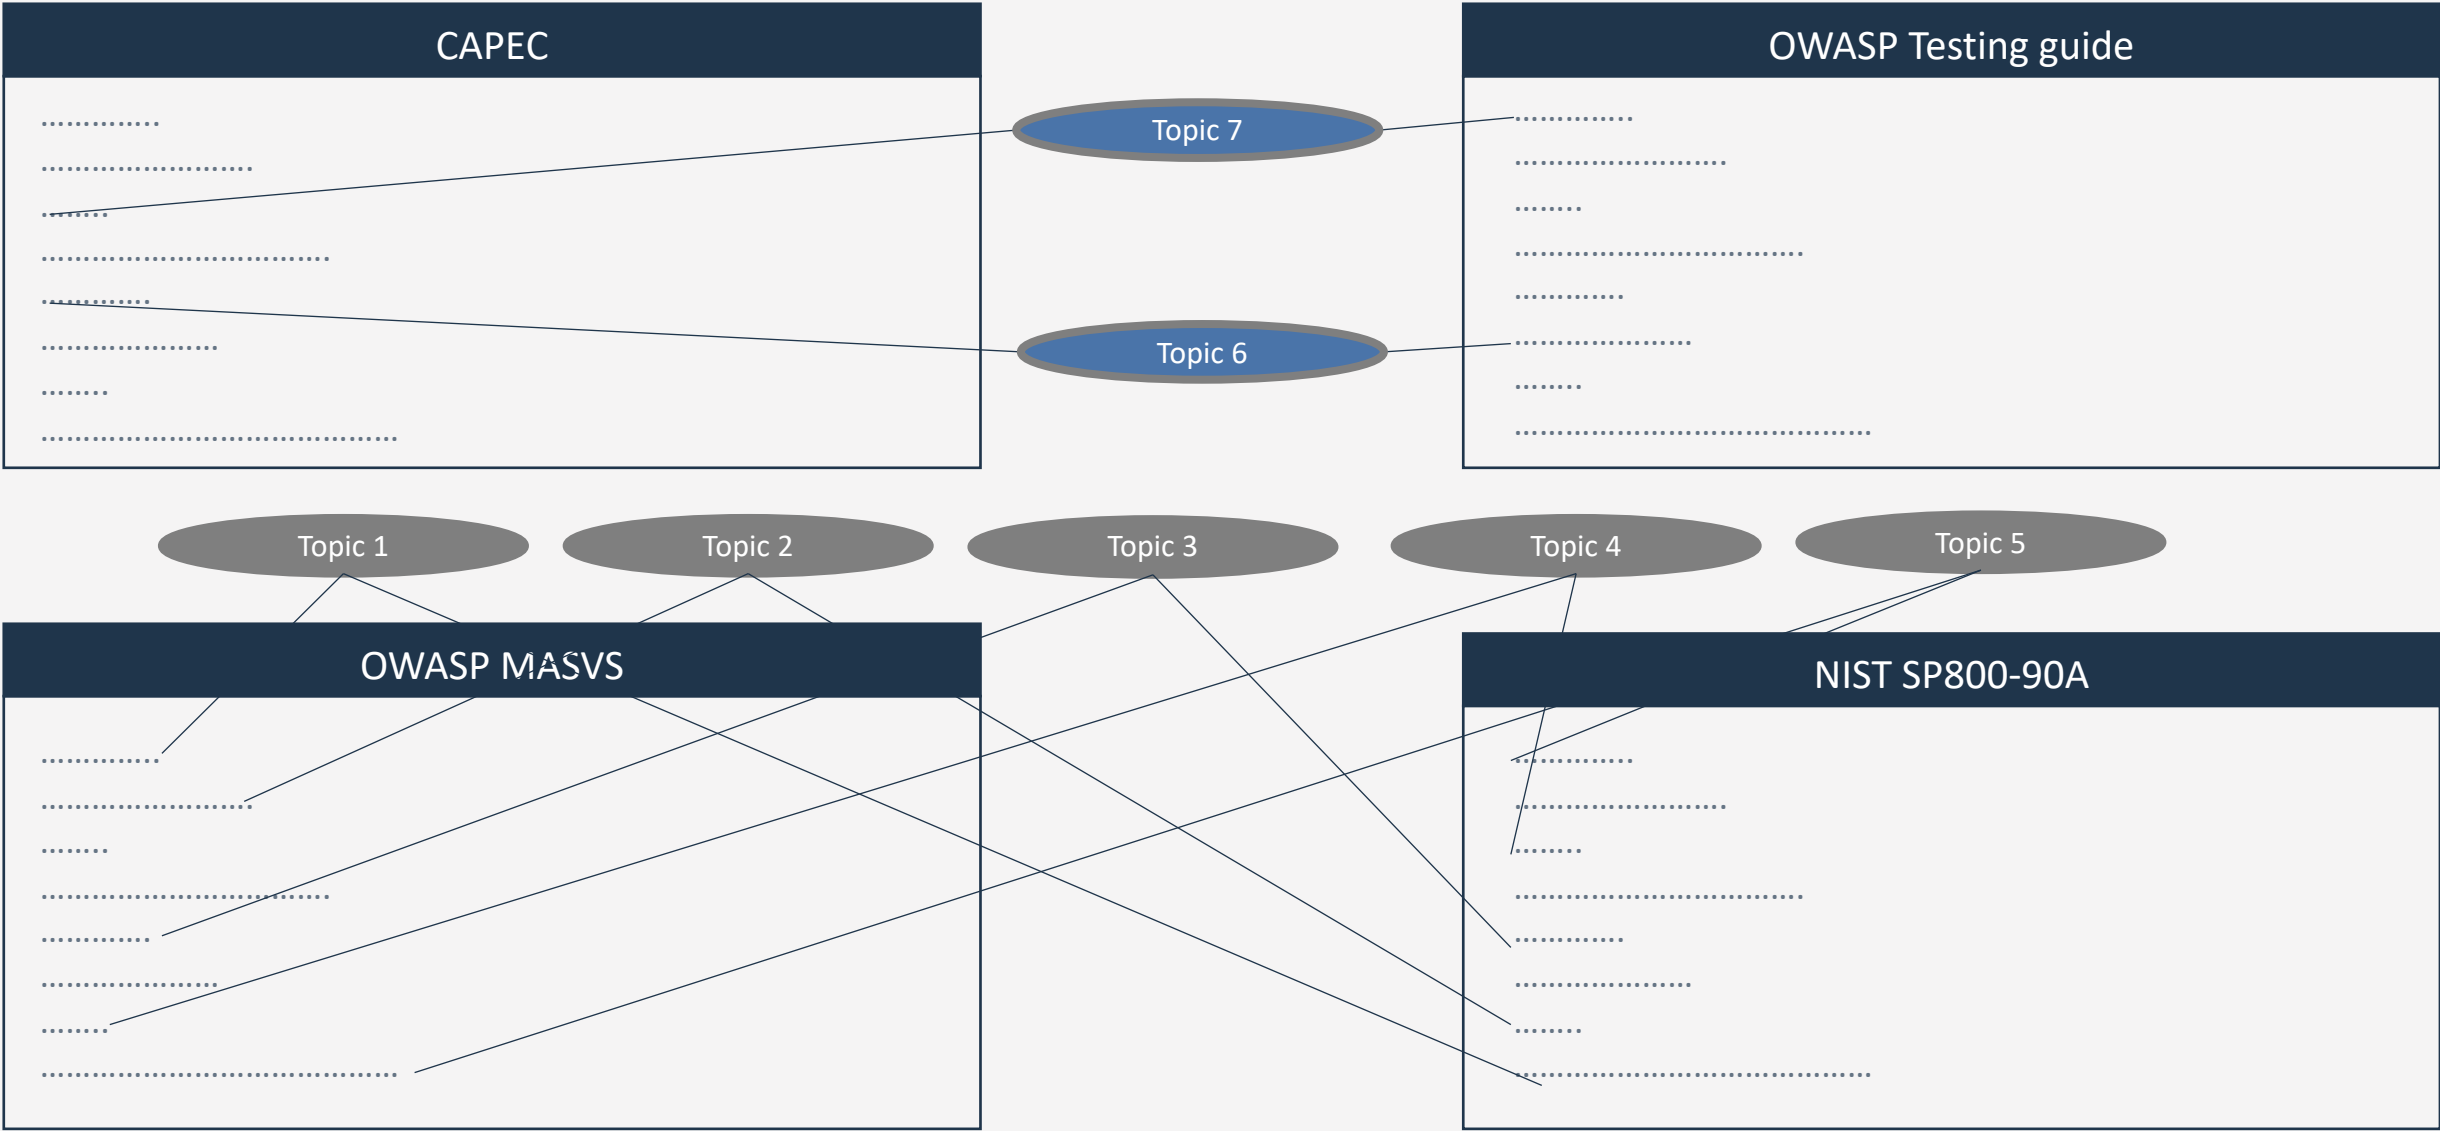 CAPEC
OWASP Testing guide
Topic 7
Topic 6
Topic 1
Topic 2
Topic 3
Topic 4
Topic 5
OWASP MASVS
NIST SP800-90A